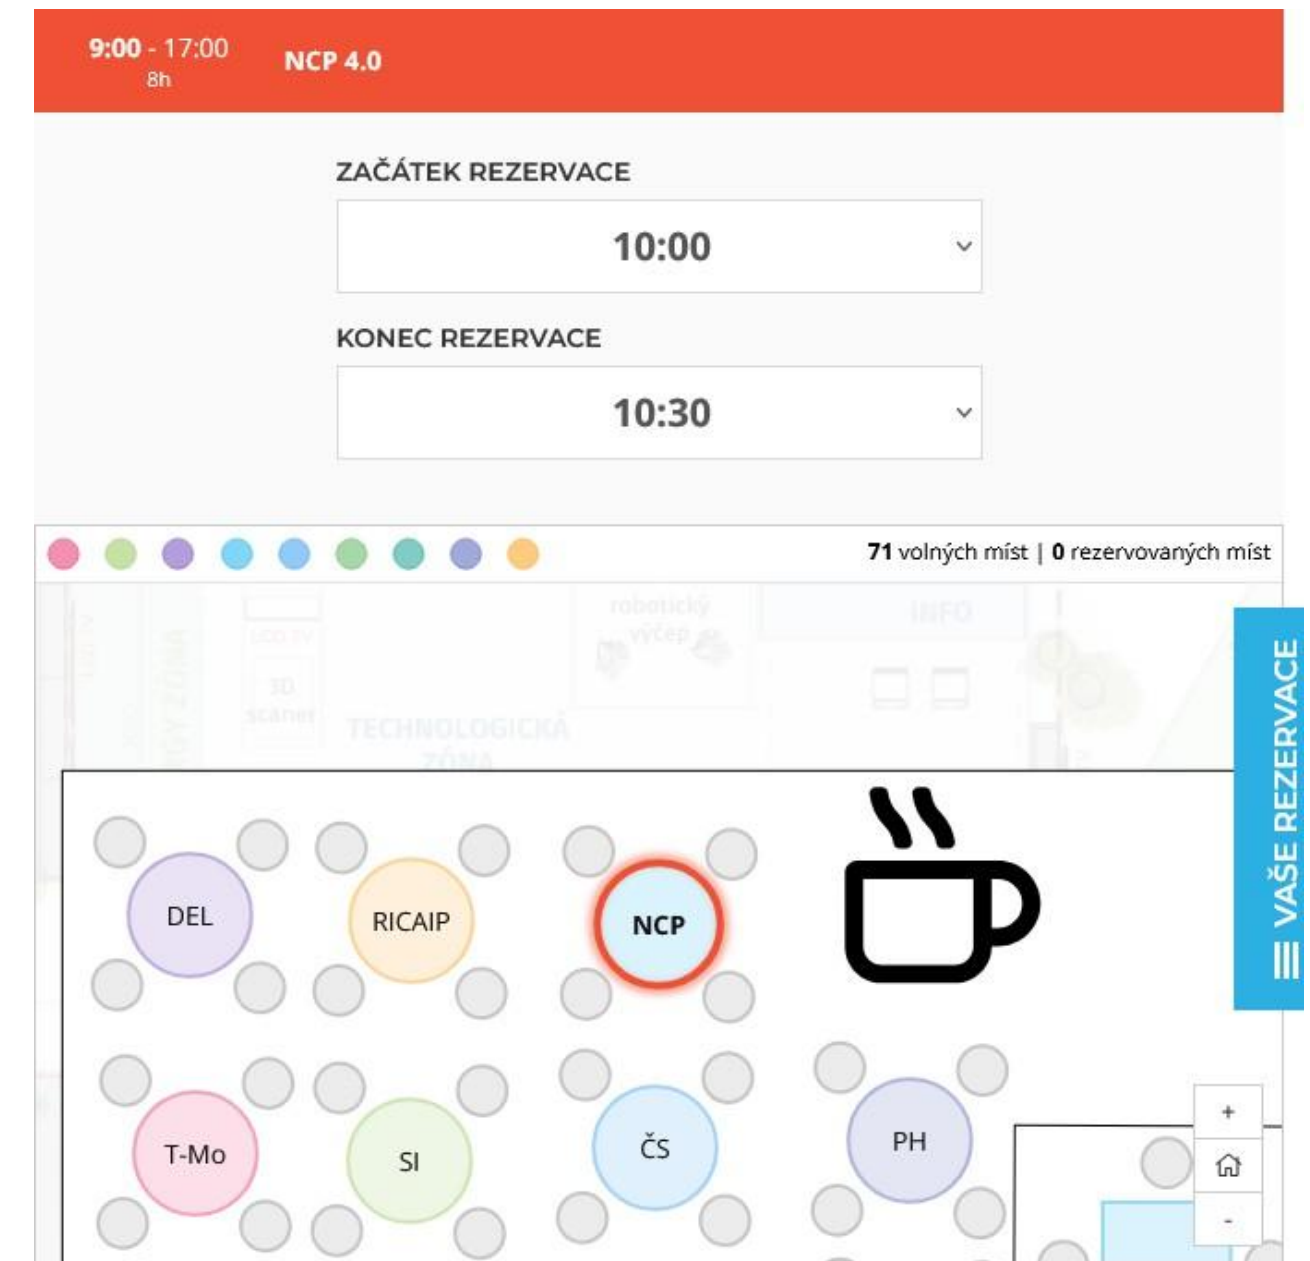 9:00 - 17:00
8h
NCP 4.0
ZAČÁTEK REZERVACE
10:00
KONEC REZERVACE
10:30
71 volných míst | 0 rezervovaných míst
robotický
výčep
INFO
LCD TV
3D
scaner
TECHNOLOGICKÁ
ZÓNA
VAŠE REZERVACE
DEL
RICAIP
NCP
T-Mo
SI
ČS
PH
+
-